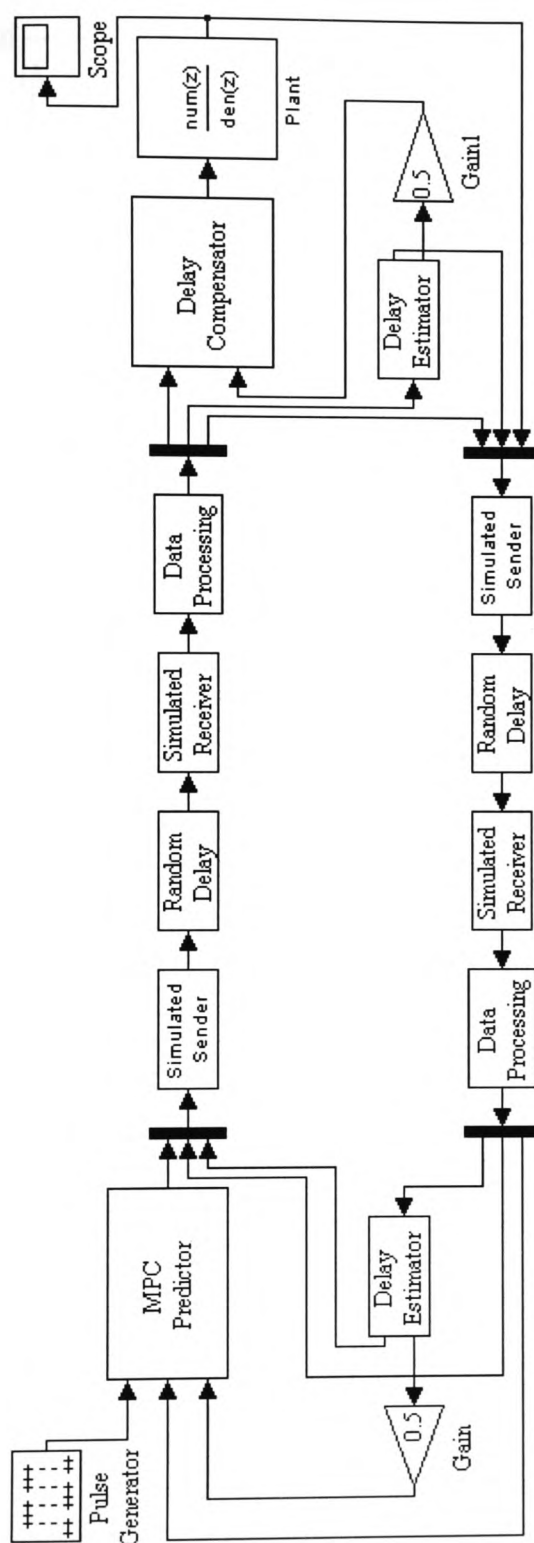 Pulse
Generator
MPC
Predictor
Simulated
Sender
Random
Delay
Simulated
Receiver
Data
Processing
Delay
Compensator
num(z)
den(z)
Plant
Scope
0.5
Gain
Delay
Estimator
Delay
Estimator
0.5
Gain1
Data
Processing
Simulated
Receiver
Random
Delay
Simulated
Sender